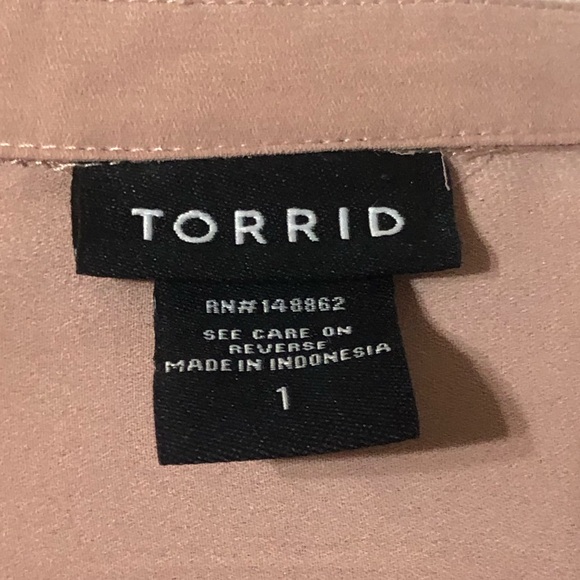 TORRID
RN#148862
SEE CARE ON
REVERSE
MADE IN INDONESIA
1